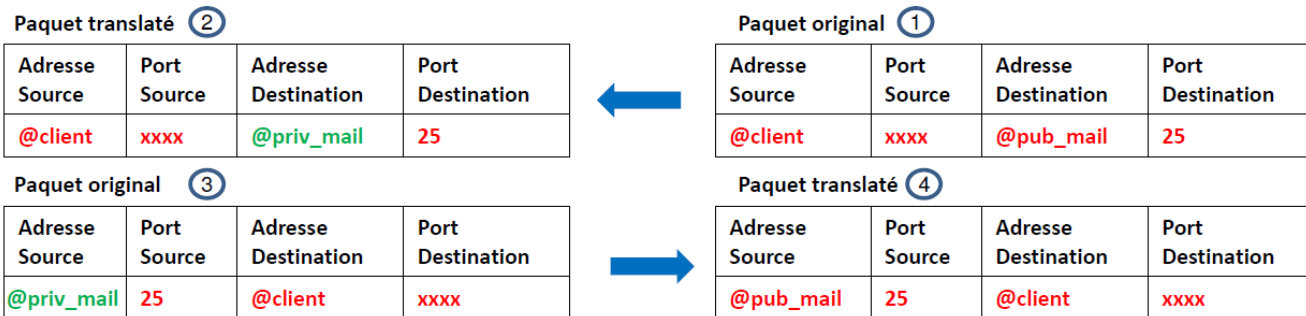 Paquet translaté 2
Adresse Source Port Source Adresse Destination Port Destination
@client xxxx @priv_mail 25
Paquet original 1
Adresse Source Port Source Adresse Destination Port Destination
@client xxxx @pub_mail 25
Paquet original 3
Adresse Source Port Source Adresse Destination Port Destination
@priv_mail 25 @client xxxx
Paquet translaté 4
Adresse Source Port Source Adresse Destination Port Destination
@pub_mail 25 @client xxxx